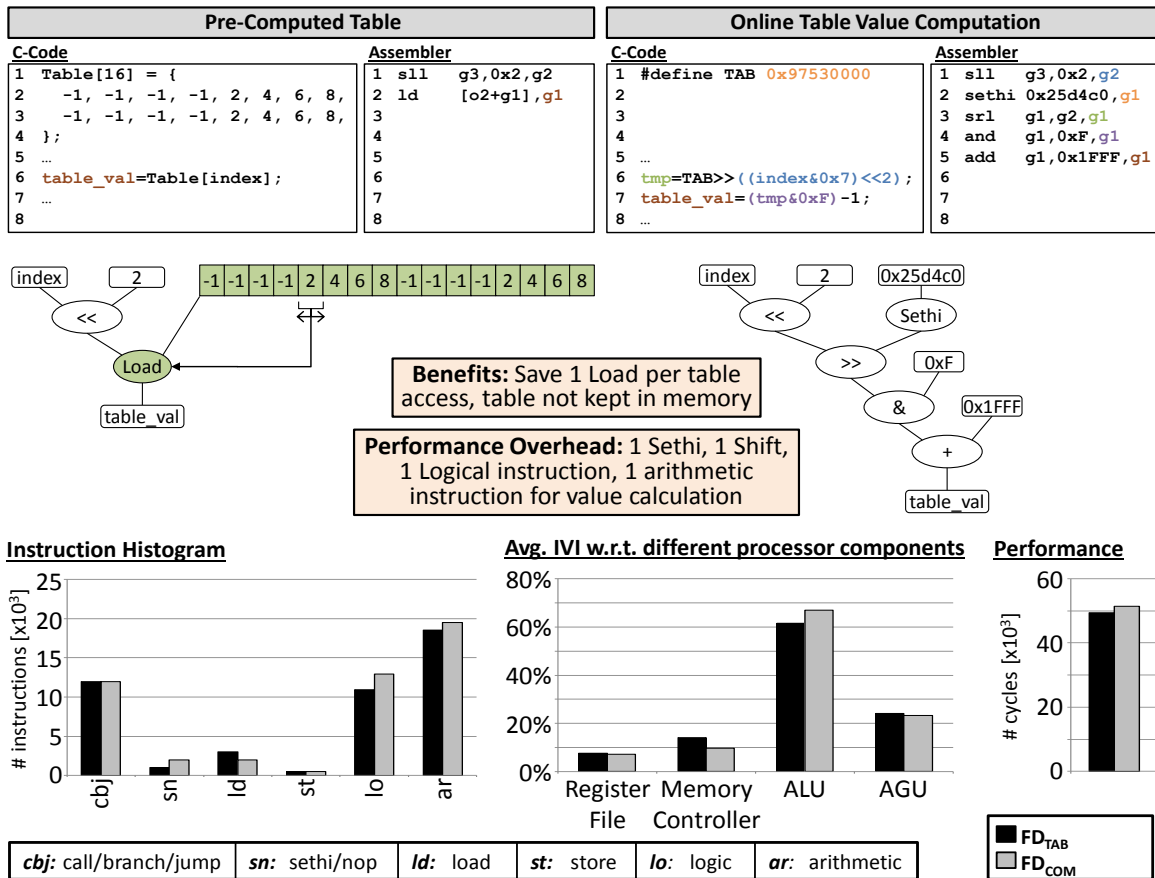 Pre-Computed Table
C-Code
1 Table[16] = {
2 -1, -1, -1, -1, 2, 4, 6, 8,
3 -1, -1, -1, -1, 2, 4, 6, 8,
4 };
5 …
6 table_val=Table[index];
7 …
8
Assembler
1 sll g3,0x2,g2
2 ld [o2+g1],g1
3
4
5
6
7
8
Online Table Value Computation
C-Code
1 #define TAB 0x97530000
2
3
4
5 …
6 tmp=TAB>>((index&0x7)<<2);
7 table_val=(tmp&0xF)-1;
8 …
Assembler
1 sll g3,0x2,g2
2 sethi 0x25d4c0,g1
3 srl g1,g2,g1
4 and g1,0xF,g1
5 add g1,0x1FFF,g1
6
7
8
index 2
<<
Load
table_val
-1 -1 -1 -1 2 4 6 8 -1 -1 -1 -1 2 4 6 8
index 2 0x25d4c0
<< Sethi
>> 0xF
& 0x1FFF
+
table_val
Benefits: Save 1 Load per table
access, table not kept in memory
Performance Overhead: 1 Sethi, 1 Shift,
1 Logical instruction, 1 arithmetic
instruction for value calculation
Instruction Histogram
# instructions [x10³]
25
20
15
10
5
0
cbj sn ld st lo ar
Avg. IVI w.r.t. different processor components
80%
60%
40%
20%
0%
Register File
Memory Controller
ALU
AGU
Performance
# cycles [x10³]
60
40
20
0
cbj: call/branch/jump sn: sethi/nop ld: load st: store lo: logic ar: arithmetic
FD_TAB
FD_COM